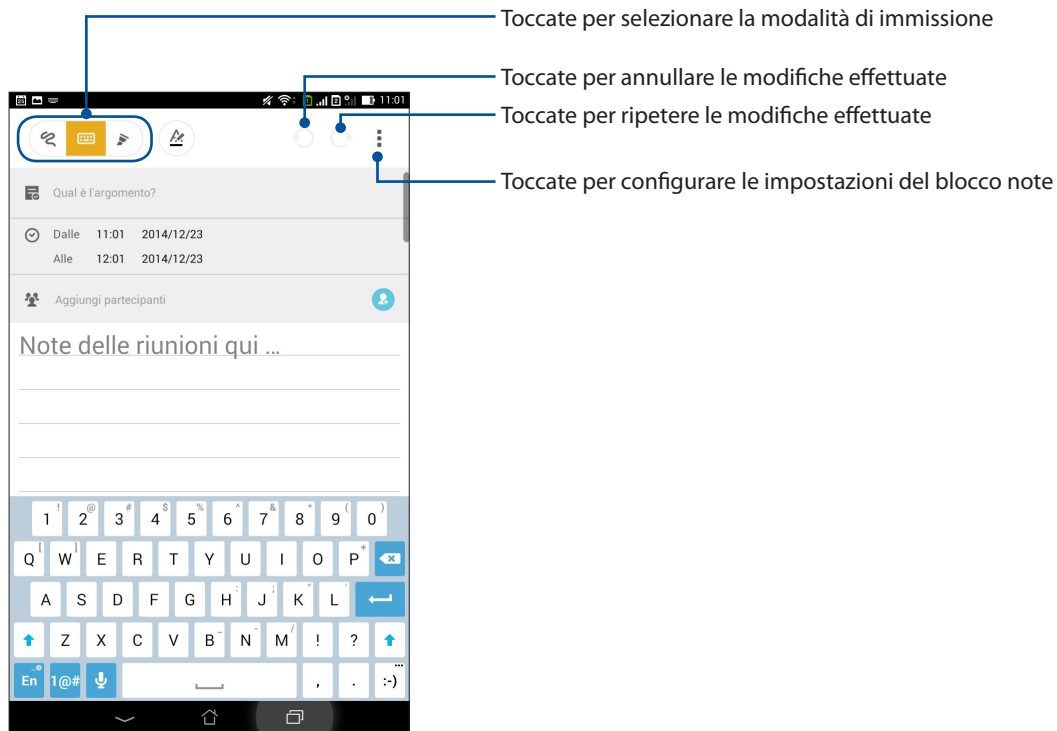 Toccate per selezionare la modalità di immissione
Toccate per annullare le modifiche effettuate
Toccate per ripetere le modifiche effettuate
Toccate per configurare le impostazioni del blocco note
11:01
Qual è l'argomento?
Dalle 11:01 2014/12/23
Alle 12:01 2014/12/23
Aggiungi partecipanti
Note delle riunioni qui ...
1 ! 2 @ 3 # 4 $ 5 % 6 ^ 7 & 8 * 9 ( 0 )
Q [ W ] E R T Y U I O P +
A S D F G H : J ; K " L '
Z X C V B - N M / ! ?
En 1@# , . :-)